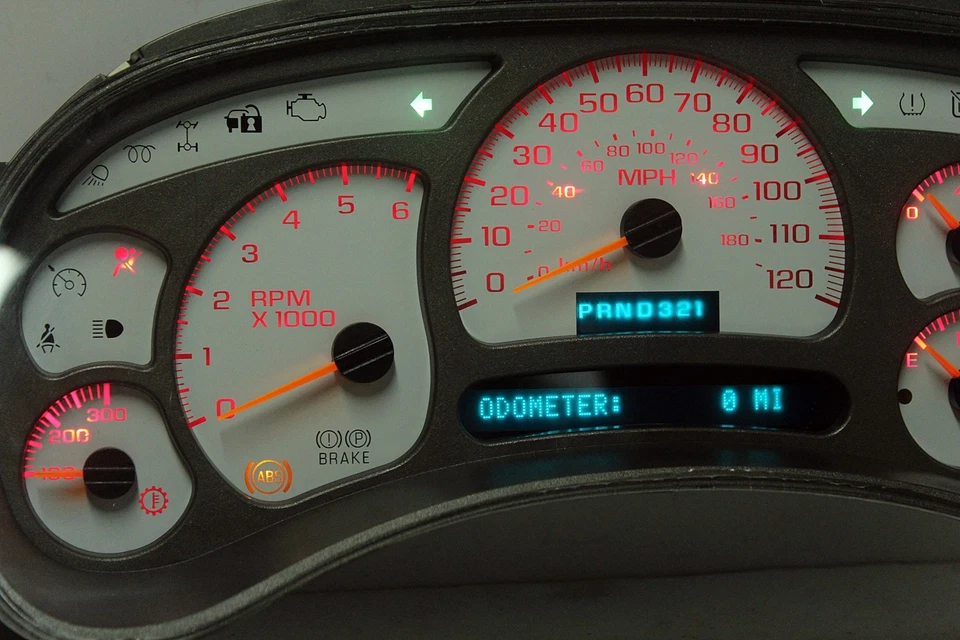 0 10 20 30 40 50 60 70 80 90 100 110 120
MPH
0 20 40 60 80 100 120 140 160 180
km/h
PRND321
ODOMETER: 0 MI
0 1 2 3 4 5 6
RPM
X 1000
ABS
BRAKE
100 200 300
0
E